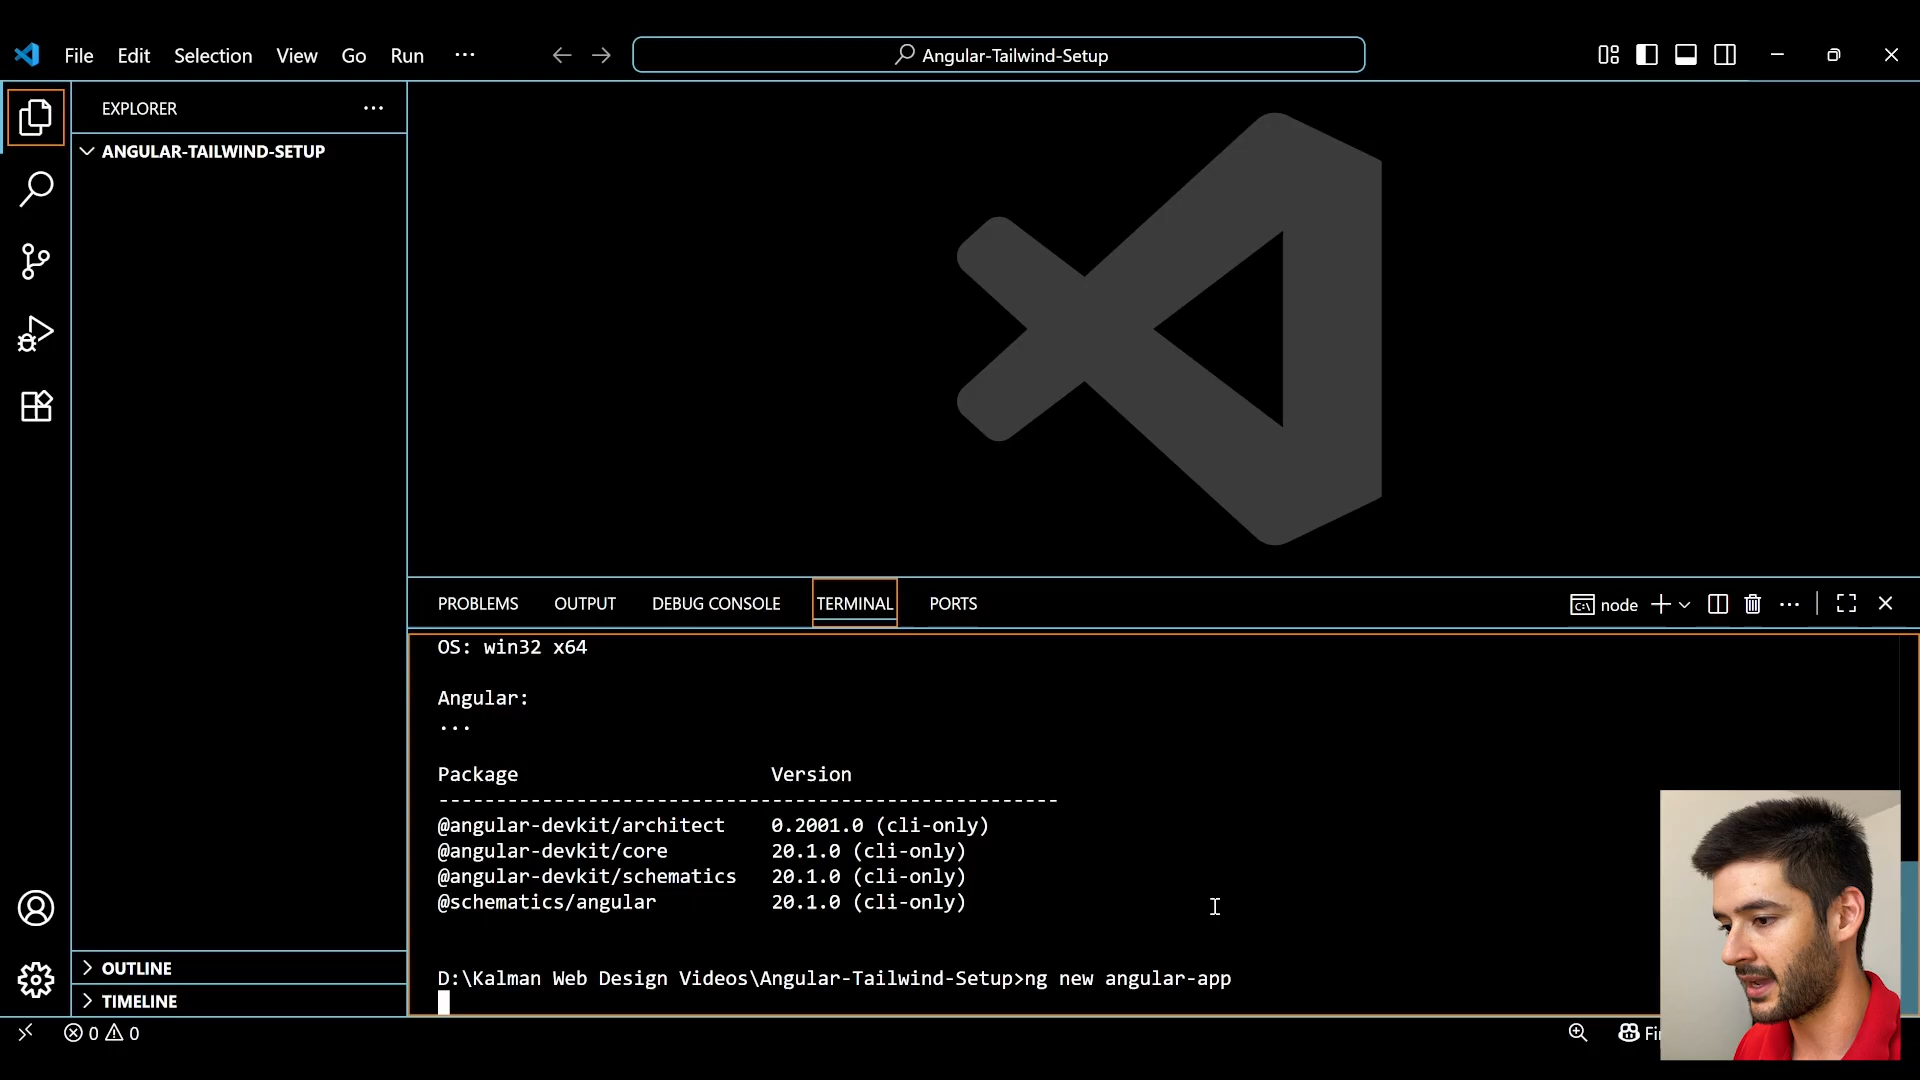 File Edit Selection View Go Run ···
Angular-Tailwind-Setup
EXPLORER ···
ANGULAR-TAILWIND-SETUP
PROBLEMS OUTPUT DEBUG CONSOLE TERMINAL PORTS
node
OS: win32 x64
Angular:
...
Package Version
------------------------------------------------------
@angular-devkit/architect 0.2001.0 (cli-only)
@angular-devkit/core 20.1.0 (cli-only)
@angular-devkit/schematics 20.1.0 (cli-only)
@schematics/angular 20.1.0 (cli-only)
D:\Kalman Web Design Videos\Angular-Tailwind-Setup>ng new angular-app
OUTLINE
TIMELINE
0 0